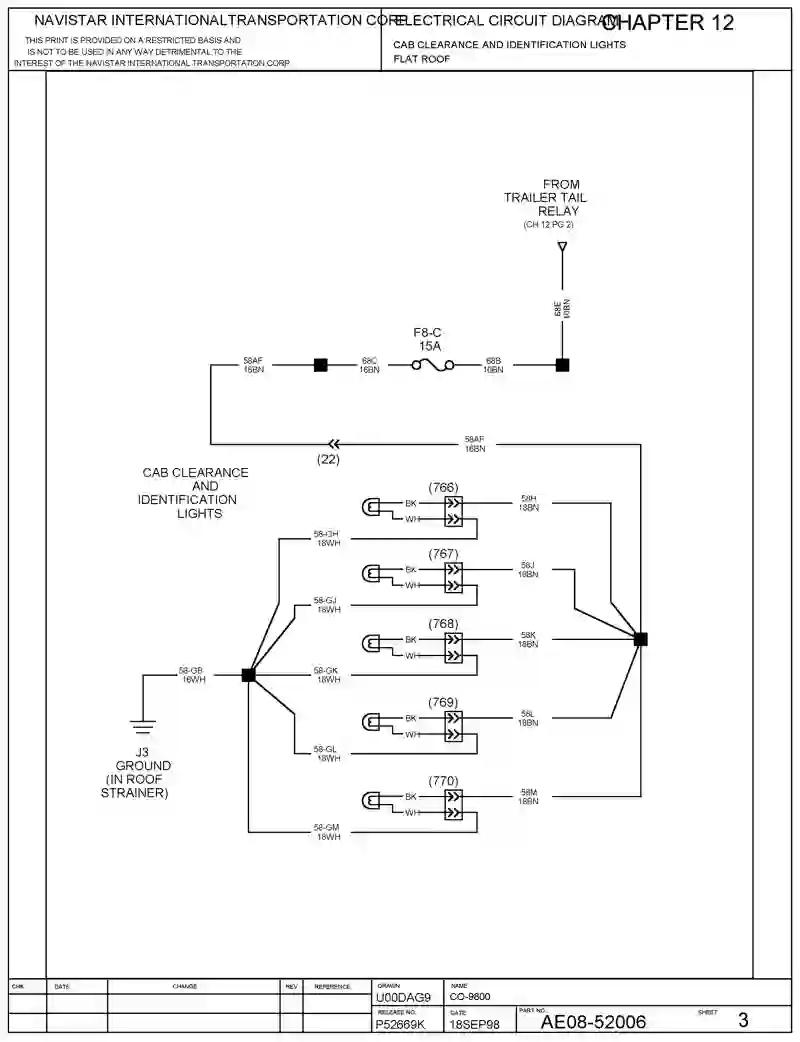 NAVISTAR INTERNATIONAL TRANSPORTATION CORP
ELECTRICAL CIRCUIT DIAGRAM
CHAPTER 12
THIS PRINT IS PROVIDED ON A RESTRICTED BASIS AND
IS NOT TO BE USED IN ANY WAY DETRIMENTAL TO THE
INTEREST OF THE NAVISTAR INTERNATIONAL TRANSPORTATION CORP
CAB CLEARANCE AND IDENTIFICATION LIGHTS
FLAT ROOF
FROM
TRAILER TAIL
RELAY
(CH 12 PG 2)
68E
10BN
F8-C
15A
58AF
16BN
68C
16BN
68B
10BN
58AF
16BN
(22)
CAB CLEARANCE
AND
IDENTIFICATION
LIGHTS
(766)
BK
WH
58H
18BN
58-GH
18WH
(767)
BK
WH
58J
18BN
58-GJ
18WH
(768)
BK
WH
58K
18BN
58-GK
18WH
58-GB
16WH
(769)
BK
WH
58L
18BN
58-GL
18WH
J3
GROUND
(IN ROOF
STRAINER)
(770)
BK
WH
58M
18BN
58-GM
18WH
CHK
DATE
CHANGE
REV
REFERENCE
DRAWN
U00DAG9
NAME
CO-9800
RELEASE NO.
P52669K
DATE
18SEP98
PART NO.
AE08-52006
SHEET
3